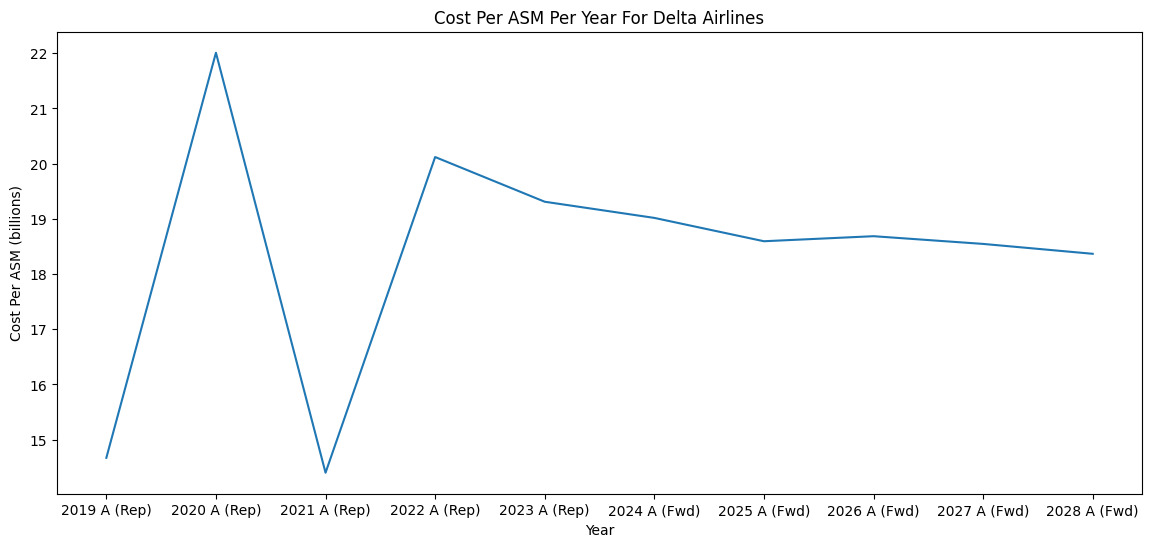 Cost Per ASM Per Year For Delta Airlines
Cost Per ASM (billions)
22
21
20
19
18
17
16
15
2019 A (Rep) 2020 A (Rep) 2021 A (Rep) 2022 A (Rep) 2023 A (Rep) 2024 A (Fwd) 2025 A (Fwd) 2026 A (Fwd) 2027 A (Fwd) 2028 A (Fwd)
Year